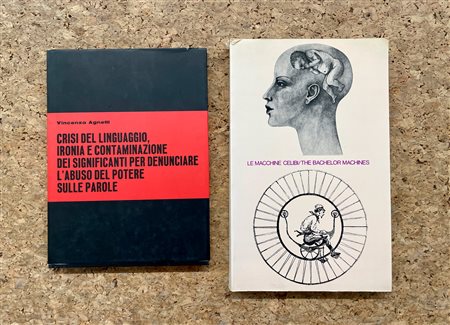 Vincenzo Agnetti
CRISI DEL LINGUAGGIO,
IRONIA E CONTAMINAZIONE
DEI SIGNIFICANTI PER DENUNCIARE
L'ABUSO DEL POTERE
SULLE PAROLE
LE MACCHINE CELIBI/THE BACHELOR MACHINES